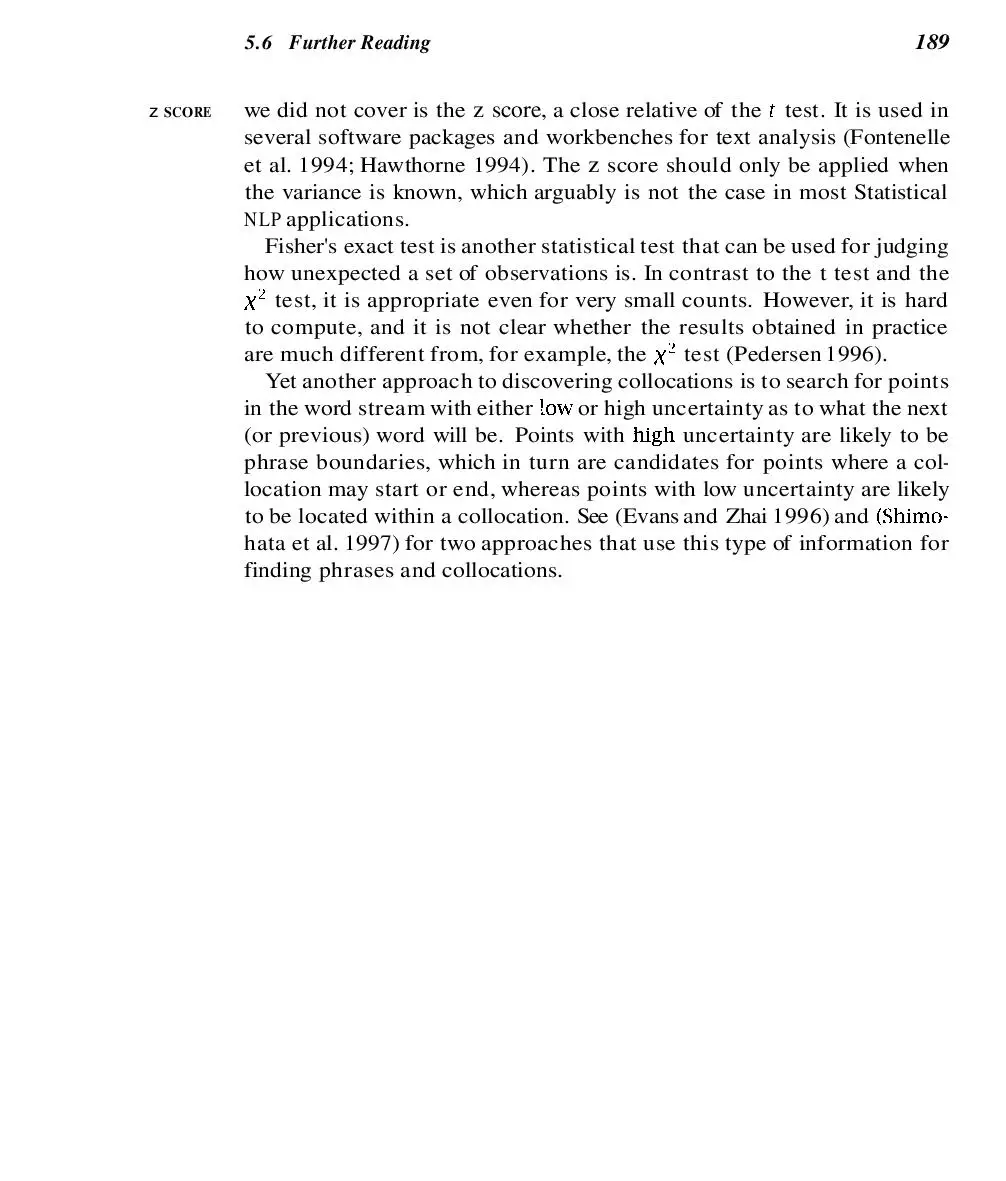 5.6 Further Reading 189
z SCORE we did not cover is the z score, a close relative of the t test. It is used in
several software packages and workbenches for text analysis (Fontenelle
et al. 1994; Hawthorne 1994). The z score should only be applied when
the variance is known, which arguably is not the case in most Statistical
NLP applications.
Fisher's exact test is another statistical test that can be used for judging
how unexpected a set of observations is. In contrast to the t test and the
χ² test, it is appropriate even for very small counts. However, it is hard
to compute, and it is not clear whether the results obtained in practice
are much different from, for example, the χ² test (Pedersen 1996).
Yet another approach to discovering collocations is to search for points
in the word stream with either low or high uncertainty as to what the next
(or previous) word will be. Points with high uncertainty are likely to be
phrase boundaries, which in turn are candidates for points where a col-
location may start or end, whereas points with low uncertainty are likely
to be located within a collocation. See (Evans and Zhai 1996) and (Shimo-
hata et al. 1997) for two approaches that use this type of information for
finding phrases and collocations.